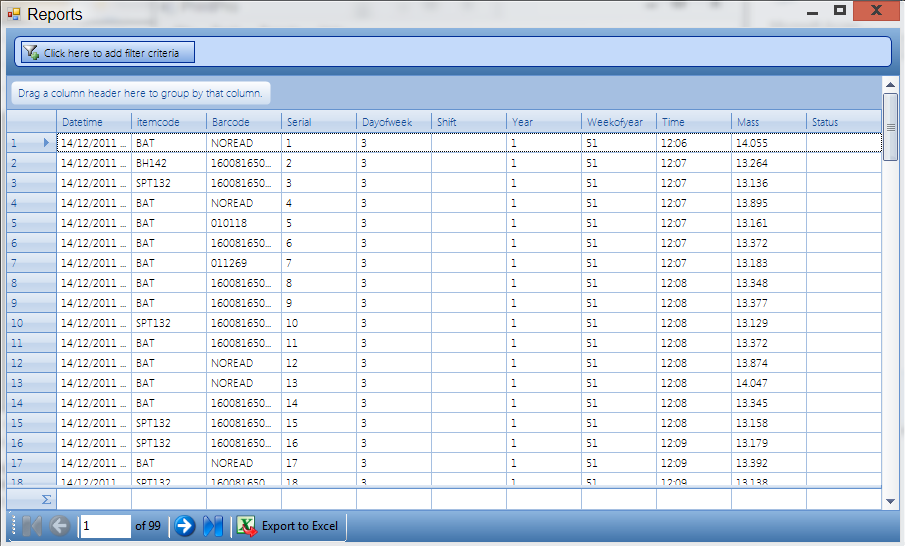 Reports
Click here to add filter criteria
Drag a column header here to group by that column.
Datetime itemcode Barcode Serial Dayofweek Shift Year Weekofyear Time Mass Status
1 14/12/2011 ... BAT NOREAD 1 3 1 51 12:06 14.055
2 14/12/2011 ... BH142 160081650... 2 3 1 51 12:07 13.264
3 14/12/2011 ... SPT132 160081650... 3 3 1 51 12:07 13.136
4 14/12/2011 ... BAT NOREAD 4 3 1 51 12:07 13.895
5 14/12/2011 ... BAT 010118 5 3 1 51 12:07 13.161
6 14/12/2011 ... BAT 160081650... 6 3 1 51 12:07 13.372
7 14/12/2011 ... BAT 011269 7 3 1 51 12:07 13.183
8 14/12/2011 ... BAT 160081650... 8 3 1 51 12:08 13.348
9 14/12/2011 ... BAT 160081650... 9 3 1 51 12:08 13.377
10 14/12/2011 ... SPT132 160081650... 10 3 1 51 12:08 13.129
11 14/12/2011 ... BAT 160081650... 11 3 1 51 12:08 13.372
12 14/12/2011 ... BAT NOREAD 12 3 1 51 12:08 13.874
13 14/12/2011 ... BAT NOREAD 13 3 1 51 12:08 14.047
14 14/12/2011 ... BAT 160081650... 14 3 1 51 12:08 13.345
15 14/12/2011 ... SPT132 160081650... 15 3 1 51 12:08 13.158
16 14/12/2011 ... SPT132 160081650... 16 3 1 51 12:09 13.179
17 14/12/2011 ... BAT NOREAD 17 3 1 51 12:09 13.392
18 14/12/2011 ... SPT132 160081650... 18 3 1 51 12:09 13.138
Σ
1 of 99 Export to Excel